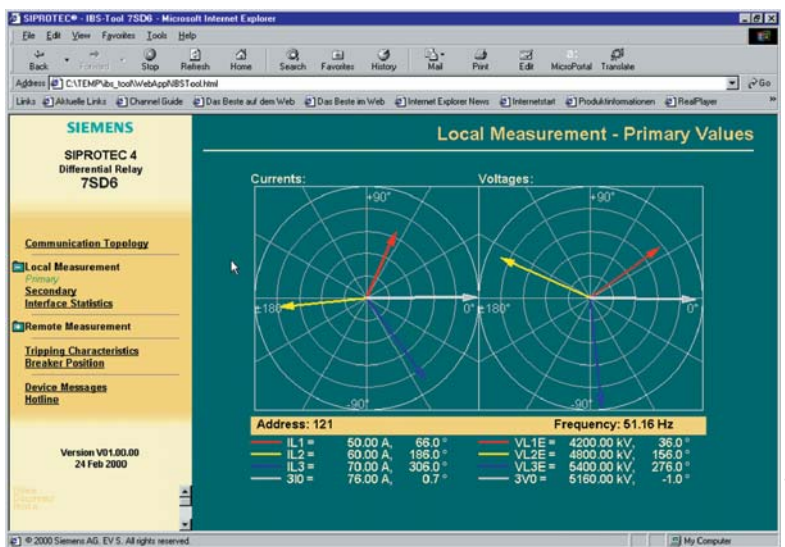 SIPROTEC® - IBS-Tool 7SD6 - Microsoft Internet Explorer
File Edit View Favorites Tools Help
Back Forward Stop Refresh Home Search Favorites History Mail Print Edit MicroPortal Translate
Address C:\TEMP\ibs_tool\WebApp\IBSTool.html Go
Links Aktuelle Links Channel Guide Das Beste auf dem Web Das Beste im Web Internet Explorer News Internetstart Produktinformationen RealPlayer
SIEMENS
SIPROTEC 4
Differential Relay
7SD6
Communication Topology
Local Measurement
Primary
Secondary
Interface Statistics
Remote Measurement
Tripping Characteristics
Breaker Position
Device Messages
Hotline
Version V01.00.00
24 Feb 2000
Local Measurement - Primary Values
Currents: Voltages:
+90° +90°
±180° 0° ±180° 0°
-90° -90°
Address: 121 Frequency: 51.16 Hz
IL1 = 50.00 A, 66.0 ° VL1E = 4200.00 kV, 36.0 °
IL2 = 60.00 A, 186.0 ° VL2E = 4800.00 kV, 156.0 °
IL3 = 70.00 A, 306.0 ° VL3E = 5400.00 kV, 276.0 °
3I0 = 76.00 A, 0.7 ° 3V0 = 5160.00 kV, -1.0 °
© 2000 Siemens AG. EV S. All rights reserved. My Computer